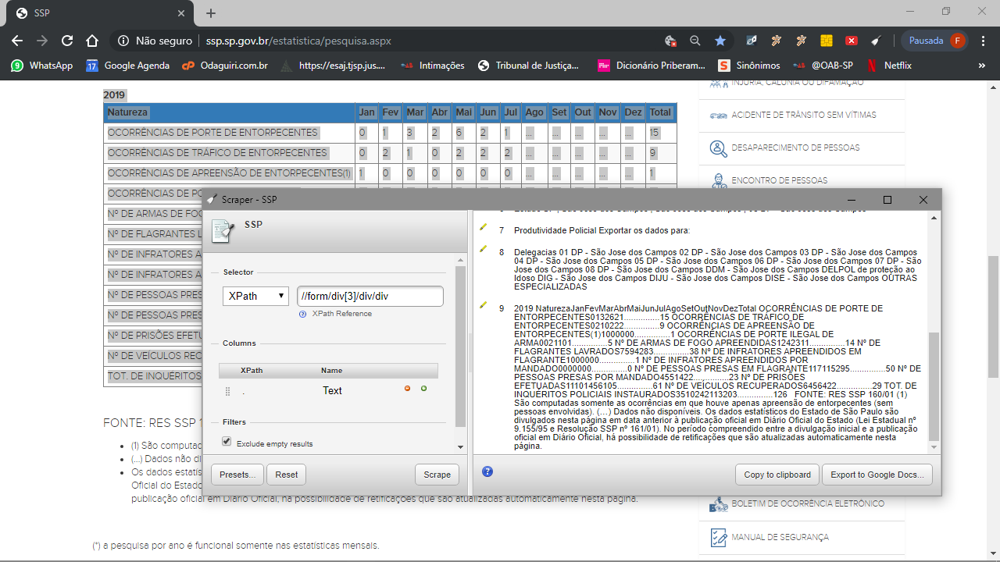 SSP
Não seguro | ssp.sp.gov.br/estatistica/pesquisa.aspx
Pausada F
9 WhatsApp 17 Google Agenda cP Odaguiri.com.br https://esaj.tjsp.jus.... Intimações Tribunal de Justiça,... Dicionário Priberam... S Sinônimos @OAB-SP N Netflix »
2019
Natureza Jan Fev Mar Abr Mai Jun Jul Ago Set Out Nov Dez Total
OCORRÊNCIAS DE PORTE DE ENTORPECENTES 0 1 3 2 6 2 1 ... ... ... ... ... 15
OCORRÊNCIAS DE TRÁFICO DE ENTORPECENTES 0 2 1 0 2 2 2 ... ... ... ... ... 9
OCORRÊNCIAS DE APREENSÃO DE ENTORPECENTES(1) 1 0 0 0 0 0 0 ... ... ... ... ... 1
OCORRÊNCIAS DE PO
Nº DE ARMAS DE FOG
Nº DE FLAGRANTES L
Nº DE INFRATORES A
Nº DE INFRATORES A
Nº DE PESSOAS PRES
Nº DE PESSOAS PRES
Nº DE PRISÕES EFETU
Nº DE VEÍCULOS REC
TOT. DE INQUÉRITOS
FONTE: RES SSP 1
(1) São computad
(...) Dados não di
Os dados estatís
Oficial do Estado
publicação oficial em Diário Oficial, há possibilidade de retificações que são atualizadas automaticamente nesta página.
(*) a pesquisa por ano é funcional somente nas estatísticas mensais.
INJÚRIA, CALÚNIA OU DIFAMAÇÃO
ACIDENTE DE TRÂNSITO SEM VÍTIMAS
DESAPARECIMENTO DE PESSOAS
ENCONTRO DE PESSOAS
BOLETIM DE OCORRÊNCIA ELETRÔNICO
MANUAL DE SEGURANÇA
Scraper - SSP
SSP
Selector
XPath //form/div[3]/div/div
XPath Reference
Columns
XPath Name
. Text
Filters
Exclude empty results
Presets... Reset Scrape
7 Produtividade Policial Exportar os dados para:
8 Delegacias 01 DP - São Jose dos Campos 02 DP - São Jose dos Campos 03 DP - São Jose dos Campos
04 DP - São Jose dos Campos 05 DP - São Jose dos Campos 06 DP - São Jose dos Campos 07 DP - São
Jose dos Campos 08 DP - São Jose dos Campos DDM - São Jose dos Campos DELPOL de proteção ao
Idoso DIG - São Jose dos Campos DIJU - São Jose dos Campos DISE - São Jose dos Campos OUTRAS
ESPECIALIZADAS
9 2019 NaturezaJanFevMarAbrMaiJunJulAgoSetOutNovDezTotal OCORRÊNCIAS DE PORTE DE
ENTORPECENTES0132621...............15 OCORRÊNCIAS DE TRÁFICO DE
ENTORPECENTES0210222...............9 OCORRÊNCIAS DE APREENSÃO DE
ENTORPECENTES(1)1000000...............1 OCORRÊNCIAS DE PORTE ILEGAL DE
ARMA0021101...............5 Nº DE ARMAS DE FOGO APREENDIDAS1242311...............14 Nº DE
FLAGRANTES LAVRADOS7594283...............38 Nº DE INFRATORES APREENDIDOS EM
FLAGRANTE1000000...............1 Nº DE INFRATORES APREENDIDOS POR
MANDADO0000000...............0 Nº DE PESSOAS PRESAS EM FLAGRANTE117115295...............50 Nº DE
PESSOAS PRESAS POR MANDADO4551422...............23 Nº DE PRISÕES
EFETUADAS11101456105...............61 Nº DE VEÍCULOS RECUPERADOS6456422...............29 TOT. DE
INQUÉRITOS POLICIAIS INSTAURADOS3510242113203...............126 FONTE: RES SSP 160/01 (1)
São computadas somente as ocorrências em que houve apenas apreensão de entorpecentes (sem
pessoas envolvidas). (…) Dados não disponíveis. Os dados estatísticos do Estado de São Paulo são
divulgados nesta página em data anterior à publicação oficial em Diário Oficial do Estado (Lei Estadual nº
9.155/95 e Resolução SSP nº 161/01). No período compreendido entre a divulgação inicial e a publicação
oficial em Diário Oficial, há possibilidade de retificações que são atualizadas automaticamente nesta
página.
Copy to clipboard Export to Google Docs...